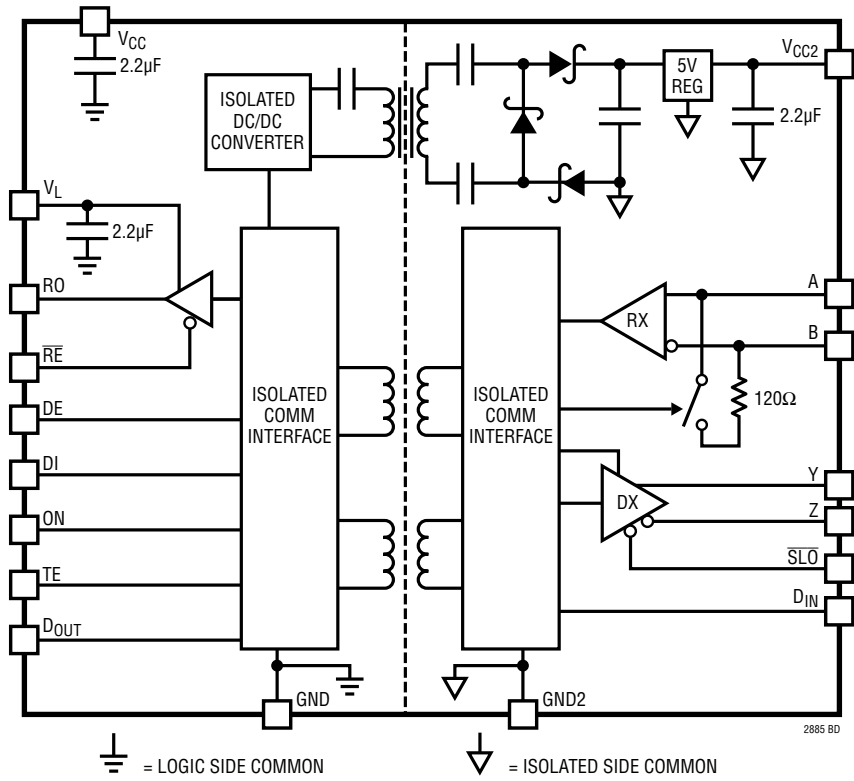 VCC
2.2µF
ISOLATED
DC/DC
CONVERTER
5V
REG
VCC2
2.2µF
VL
2.2µF
RO
R̅E̅
DE
DI
ON
TE
DOUT
ISOLATED
COMM
INTERFACE
ISOLATED
COMM
INTERFACE
RX
A
B
120Ω
DX
Y
Z
S̅L̅O̅
DIN
GND
GND2
2885 BD
= LOGIC SIDE COMMON
= ISOLATED SIDE COMMON